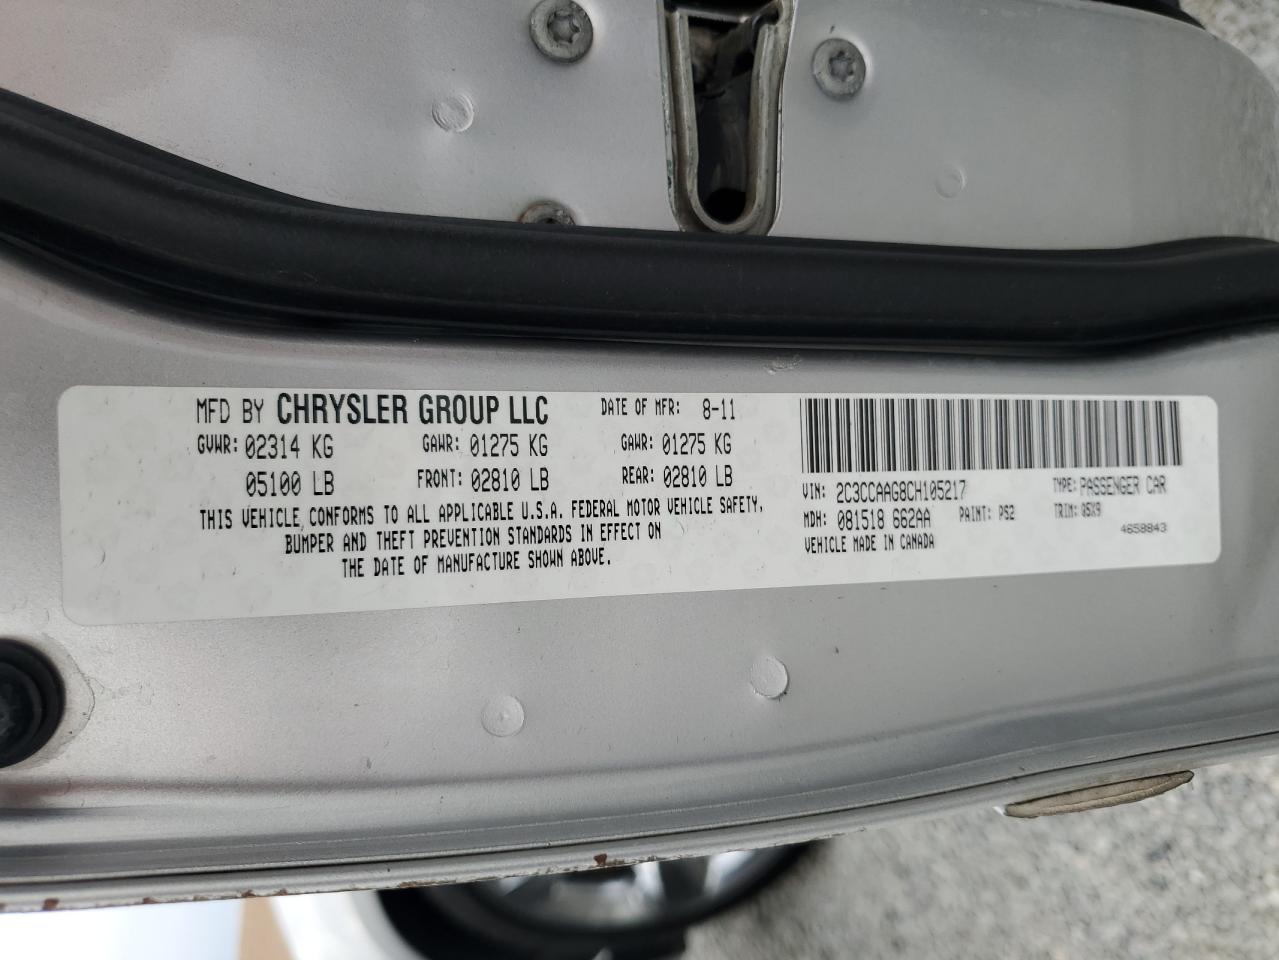 MFD BY CHRYSLER GROUP LLC DATE OF MFR: 8-11
GVWR: 02314 KG GAWR: 01275 KG GAWR: 01275 KG
05100 LB FRONT: 02810 LB REAR: 02810 LB
THIS VEHICLE CONFORMS TO ALL APPLICABLE U.S.A. FEDERAL MOTOR VEHICLE SAFETY,
BUMPER AND THEFT PREVENTION STANDARDS IN EFFECT ON
THE DATE OF MANUFACTURE SHOWN ABOVE.
VIN: 2C3CCAAG8CH105217 TYPE: PASSENGER CAR
MDH: 081518 662AA PAINT: PS2 TRIM: Q5X9
VEHICLE MADE IN CANADA 4658843